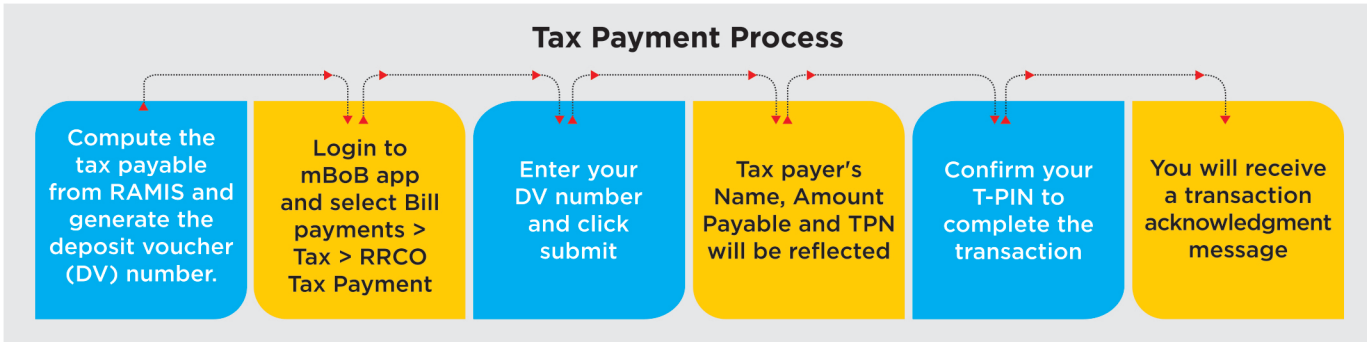 Tax Payment Process
Compute the
tax payable
from RAMIS and
generate the
deposit voucher
(DV) number.
Login to
mBoB app
and select Bill
payments >
Tax > RRCO
Tax Payment
Enter your
DV number
and click
submit
Tax payer's
Name, Amount
Payable and TPN
will be reflected
Confirm your
T-PIN to
complete the
transaction
You will receive
a transaction
acknowledgment
message